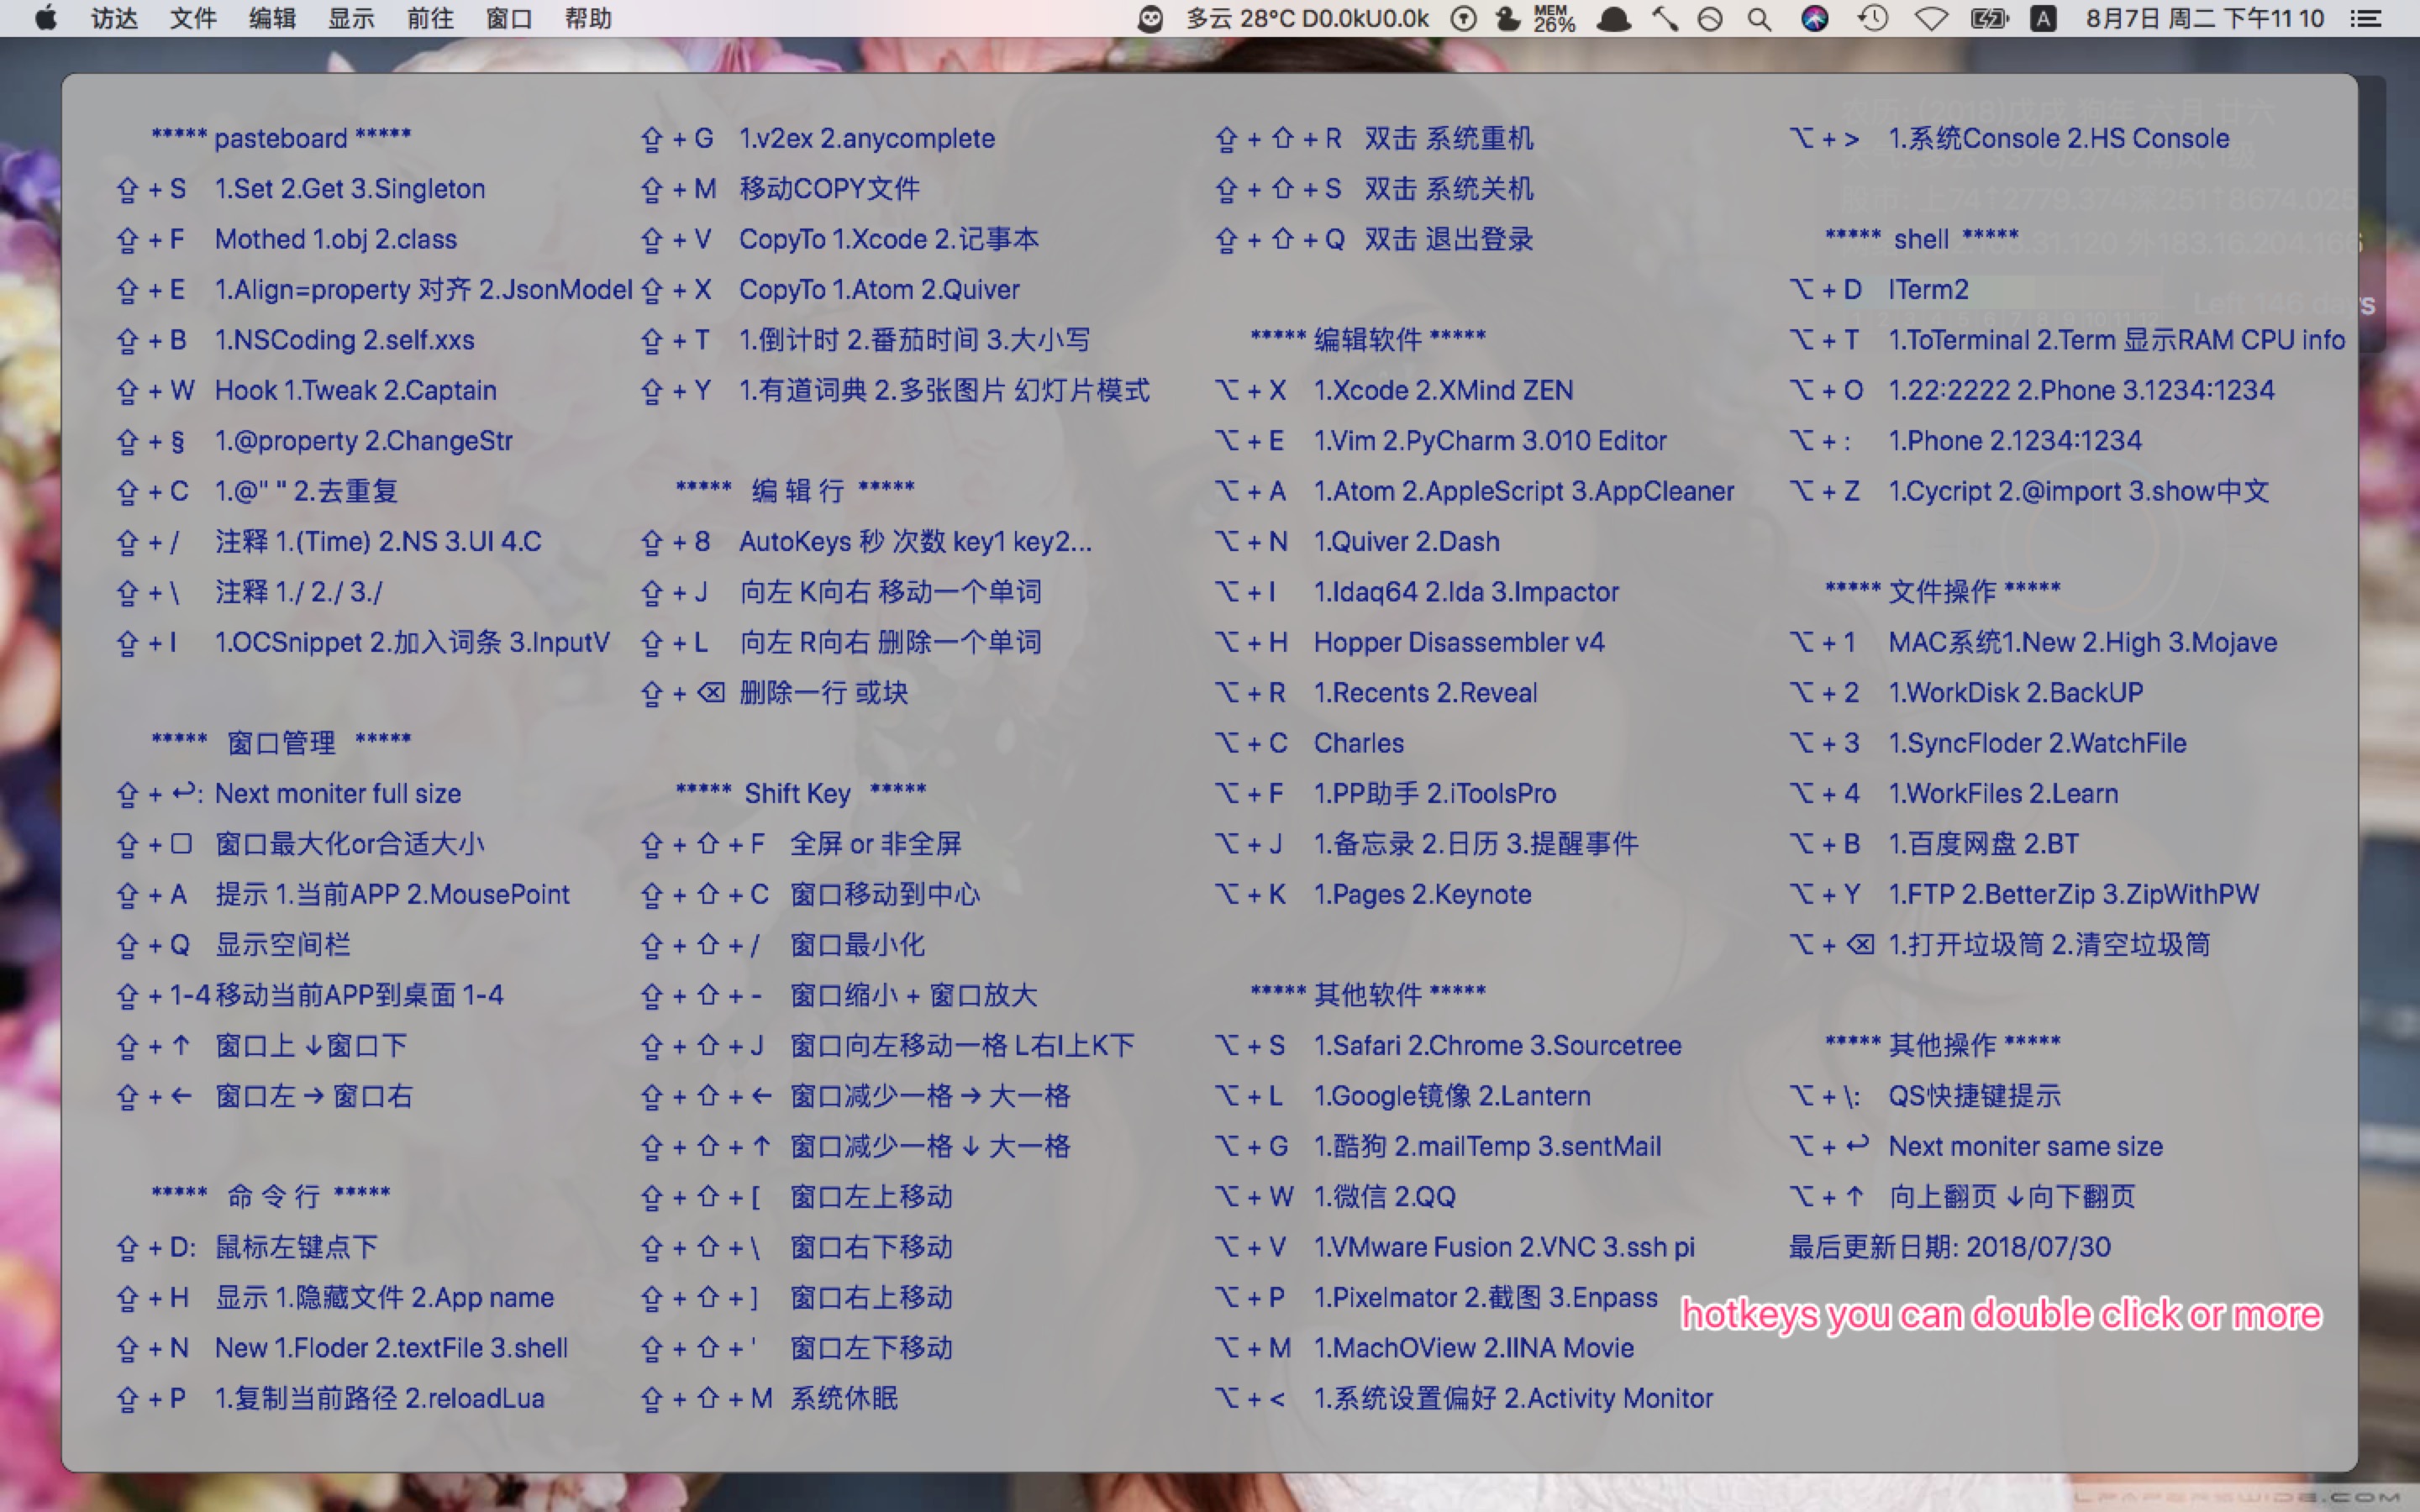 访达 文件 编辑 显示 前往 窗口 帮助 多云 28°C D0.0kU0.0k MEM 26% A 8月7日 周二 下午11 10
***** pasteboard *****
⇪ + S 1.Set 2.Get 3.Singleton
⇪ + F Mothed 1.obj 2.class
⇪ + E 1.Align=property 对齐 2.JsonModel
⇪ + B 1.NSCoding 2.self.xxs
⇪ + W Hook 1.Tweak 2.Captain
⇪ + § 1.@property 2.ChangeStr
⇪ + C 1.@" " 2.去重复
⇪ + / 注释 1.(Time) 2.NS 3.UI 4.C
⇪ + \ 注释 1./ 2./ 3./
⇪ + I 1.OCSnippet 2.加入词条 3.InputV
***** 窗口管理 *****
⇪ + ↩: Next moniter full size
⇪ + ▢ 窗口最大化or合适大小
⇪ + A 提示 1.当前APP 2.MousePoint
⇪ + Q 显示空间栏
⇪ + 1-4 移动当前APP到桌面 1-4
⇪ + ↑ 窗口上 ↓窗口下
⇪ + ← 窗口左 → 窗口右
***** 命 令 行 *****
⇪ + D: 鼠标左键点下
⇪ + H 显示 1.隐藏文件 2.App name
⇪ + N New 1.Floder 2.textFile 3.shell
⇪ + P 1.复制当前路径 2.reloadLua
⇪ + G 1.v2ex 2.anycomplete
⇪ + M 移动COPY文件
⇪ + V CopyTo 1.Xcode 2.记事本
⇪ + X CopyTo 1.Atom 2.Quiver
⇪ + T 1.倒计时 2.番茄时间 3.大小写
⇪ + Y 1.有道词典 2.多张图片 幻灯片模式
***** 编 辑 行 *****
⇪ + 8 AutoKeys 秒 次数 key1 key2...
⇪ + J 向左 K向右 移动一个单词
⇪ + L 向左 R向右 删除一个单词
⇪ + ⌫ 删除一行 或块
***** Shift Key *****
⇪ + ⇧ + F 全屏 or 非全屏
⇪ + ⇧ + C 窗口移动到中心
⇪ + ⇧ + / 窗口最小化
⇪ + ⇧ + - 窗口缩小 + 窗口放大
⇪ + ⇧ + J 窗口向左移动一格 L右I上K下
⇪ + ⇧ + ← 窗口减少一格 → 大一格
⇪ + ⇧ + ↑ 窗口减少一格 ↓ 大一格
⇪ + ⇧ + [ 窗口左上移动
⇪ + ⇧ + \ 窗口右下移动
⇪ + ⇧ + ] 窗口右上移动
⇪ + ⇧ + ' 窗口左下移动
⇪ + ⇧ + M 系统休眠
⇪ + ⇧ + R 双击 系统重机
⇪ + ⇧ + S 双击 系统关机
⇪ + ⇧ + Q 双击 退出登录
***** 编辑软件 *****
⌥ + X 1.Xcode 2.XMind ZEN
⌥ + E 1.Vim 2.PyCharm 3.010 Editor
⌥ + A 1.Atom 2.AppleScript 3.AppCleaner
⌥ + N 1.Quiver 2.Dash
⌥ + I 1.Idaq64 2.Ida 3.Impactor
⌥ + H Hopper Disassembler v4
⌥ + R 1.Recents 2.Reveal
⌥ + C Charles
⌥ + F 1.PP助手 2.iToolsPro
⌥ + J 1.备忘录 2.日历 3.提醒事件
⌥ + K 1.Pages 2.Keynote
***** 其他软件 *****
⌥ + S 1.Safari 2.Chrome 3.Sourcetree
⌥ + L 1.Google镜像 2.Lantern
⌥ + G 1.酷狗 2.mailTemp 3.sentMail
⌥ + W 1.微信 2.QQ
⌥ + V 1.VMware Fusion 2.VNC 3.ssh pi
⌥ + P 1.Pixelmator 2.截图 3.Enpass
⌥ + M 1.MachOView 2.IINA Movie
⌥ + < 1.系统设置偏好 2.Activity Monitor
⌥ + > 1.系统Console 2.HS Console
***** shell *****
⌥ + D ITerm2
⌥ + T 1.ToTerminal 2.Term 显示RAM CPU info
⌥ + O 1.22:2222 2.Phone 3.1234:1234
⌥ + : 1.Phone 2.1234:1234
⌥ + Z 1.Cycript 2.@import 3.show中文
***** 文件操作 *****
⌥ + 1 MAC系统1.New 2.High 3.Mojave
⌥ + 2 1.WorkDisk 2.BackUP
⌥ + 3 1.SyncFloder 2.WatchFile
⌥ + 4 1.WorkFiles 2.Learn
⌥ + B 1.百度网盘 2.BT
⌥ + Y 1.FTP 2.BetterZip 3.ZipWithPW
⌥ + ⌫ 1.打开垃圾筒 2.清空垃圾筒
***** 其他操作 *****
⌥ + \: QS快捷键提示
⌥ + ↩ Next moniter same size
⌥ + ↑ 向上翻页 ↓向下翻页
最后更新日期: 2018/07/30
hotkeys you can double click or more
农历: (2018)戊戌 狗年 六月 廿六
Left 146 days